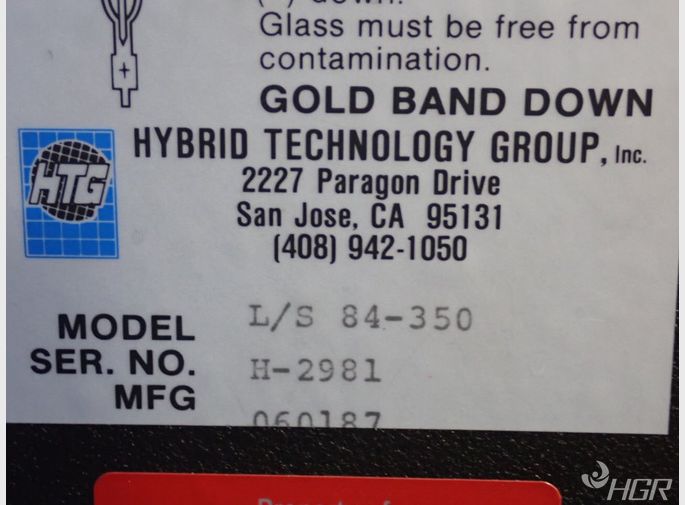 (-) down.
Glass must be free from
contamination.
GOLD BAND DOWN
HTG
HYBRID TECHNOLOGY GROUP, Inc.
2227 Paragon Drive
San Jose, CA 95131
(408) 942-1050
MODEL L/S 84-350
SER. NO. H-2981
MFG 060187
HGR